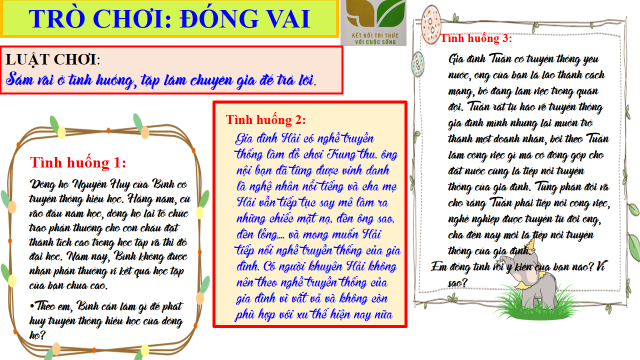 TRÒ CHƠI: ĐÓNG VAI
KẾT NỐI TRI THỨC
VỚI CUỘC SỐNG
LUẬT CHƠI:
Sắm vai ở tình huống, tập làm chuyên gia để trả lời.
Tình huống 1:
Dòng họ Nguyễn Huy của Bình có
truyền thống hiếu học. Hằng năm, cứ
vào đầu năm học, dòng họ lại tổ chức
trao phần thưởng cho con cháu đạt
thành tích cao trong học tập và thi đỗ
đại học. Năm nay, Bình không được
nhận phần thưởng vì kết quả học tập
của bạn chưa cao.
•Theo em, Bình cần làm gì để phát
huy truyền thống hiếu học của dòng
họ?
Tình huống 2:
Gia đình Hải có nghề truyền
thống làm đồ chơi Trung thu. ông
nội bạn đã từng được vinh danh
là nghệ nhân nổi tiếng và cha mẹ
Hải vẫn tiếp tục say mê làm ra
những chiếc mặt nạ, đèn ông sao,
đèn lồng,... và mong muốn Hải
tiếp nối nghề truyền thống của gia
đình. Có người khuyên Hải không
nên theo nghề truyền thống của
gia đình vì vất vả và không còn
phù hợp với xu thế hiện nay nữa
Tình huống 3:
Gia đình Tuấn có truyền thống yêu
nước, ông của bạn là lão thành cách
mạng, bố đang làm việc trong quân
đội. Tuấn rất tự hào về truyền thống
gia đình mình nhưng lại muốn trở
thành một doanh nhân, bởi theo Tuấn
làm công việc gì mà có đóng góp cho
đất nước cũng là tiếp nối truyền
thống của gia đình. Tùng phản đối và
cho rằng Tuấn phải tiếp nối công việc,
nghề nghiệp được truyền từ đời ông,
cha đến nay mới là tiếp nối truyền
thống của gia đình.
Em đồng tình với ý kiến của bạn nào? Vì
sao?